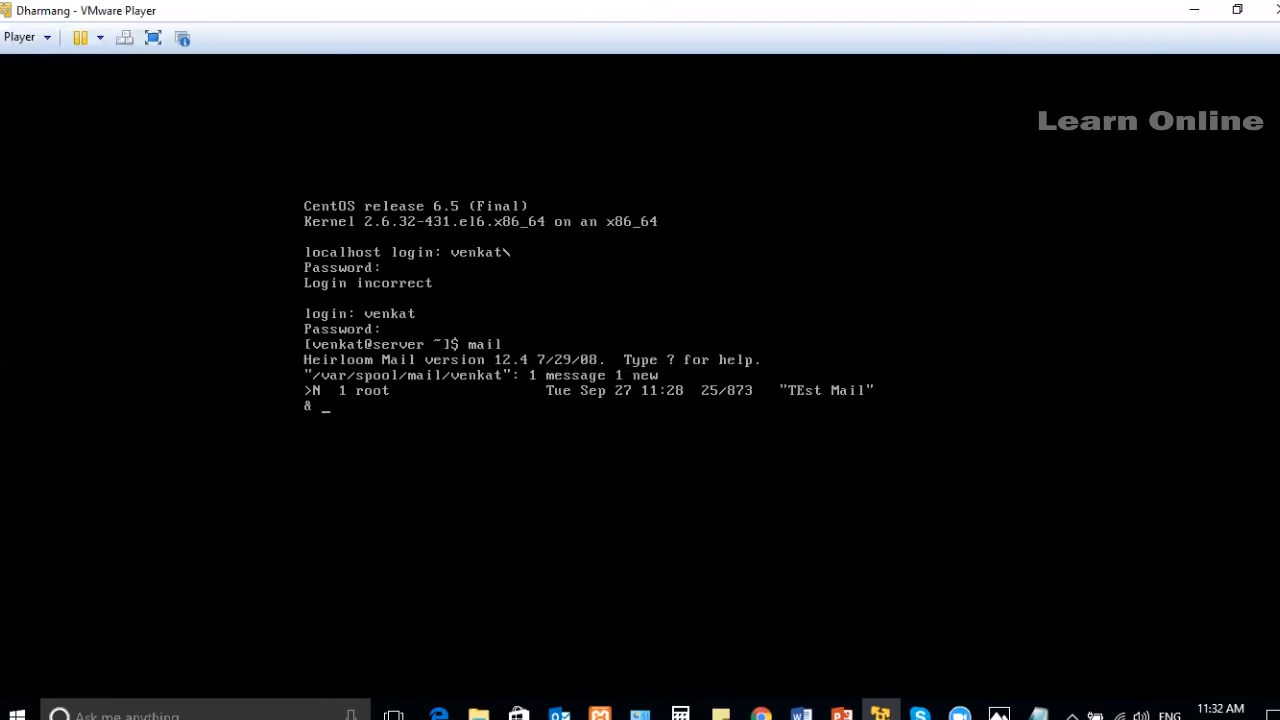 Dharmang - VMware Player
Player
Learn Online
CentOS release 6.5 (Final)
Kernel 2.6.32-431.el6.x86_64 on an x86_64
localhost login: venkat\
Password:
Login incorrect
login: venkat
Password:
[venkat@server ~]$ mail
Heirloom Mail version 12.4 7/29/08.  Type ? for help.
"/var/spool/mail/venkat": 1 message 1 new
>N  1 root                  Tue Sep 27 11:28  25/873   "TEst Mail"
& _
11:32 AM
Ask me anything
ENG